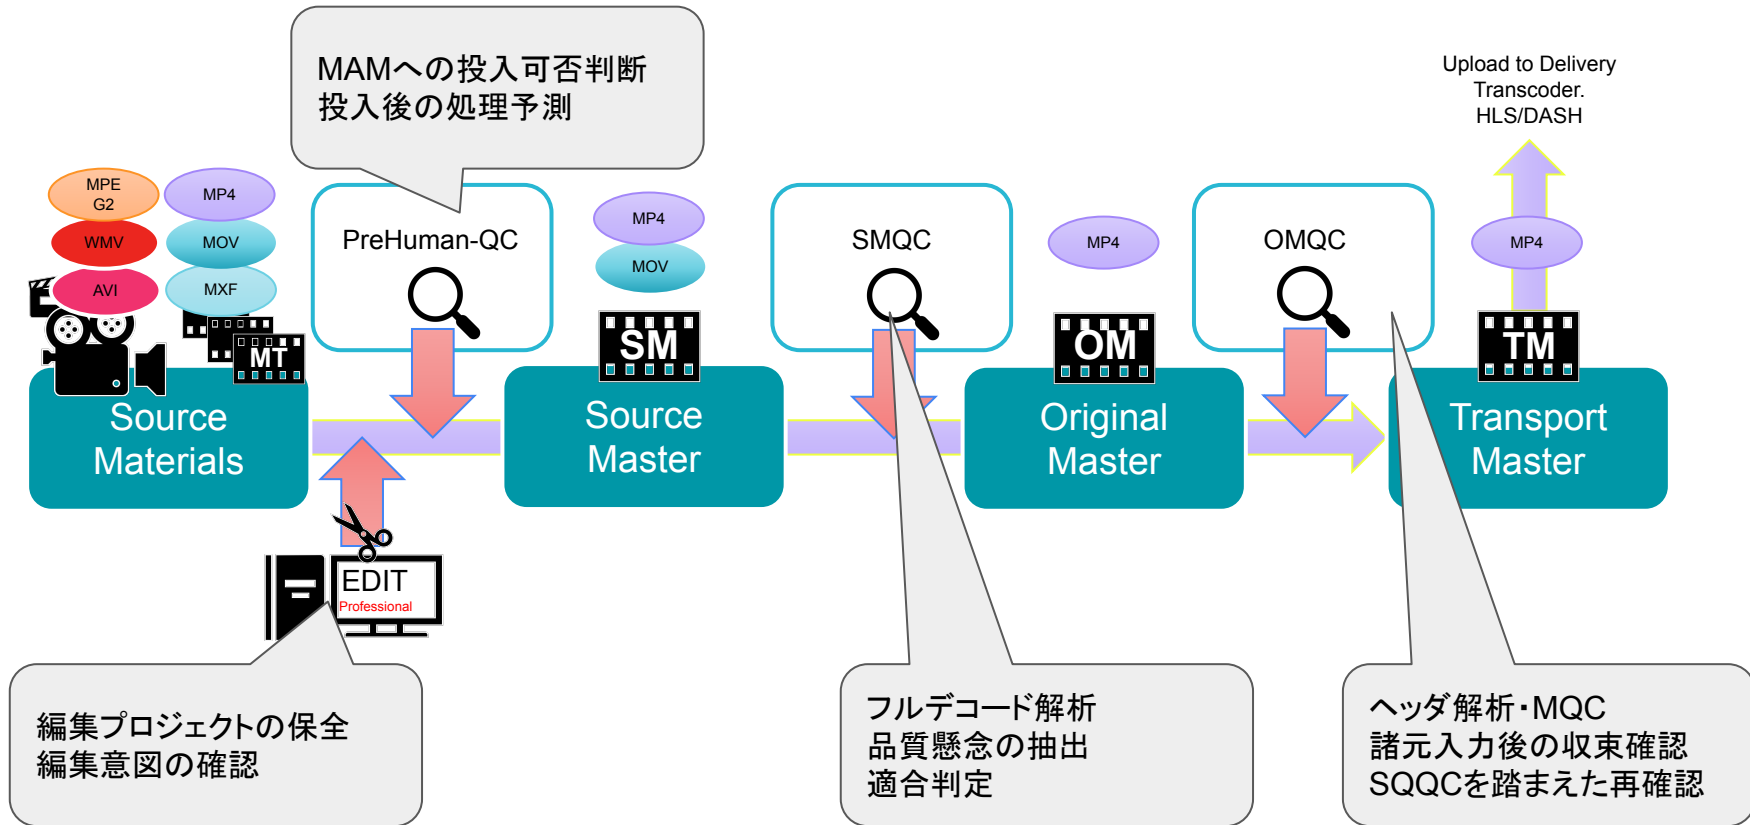 MAMへの投入可否判断
投入後の処理予測
Upload to Delivery
Transcoder.
HLS/DASH
MPE
G2
MP4
WMV
MOV
AVI
MXF
MT
PreHuman-QC
MP4
MOV
SM
SMQC
MP4
OM
OMQC
MP4
TM
Source
Materials
Source
Master
Original
Master
Transport
Master
EDIT
Professional
編集プロジェクトの保全
編集意図の確認
フルデコード解析
品質懸念の抽出
適合判定
ヘッダ解析・MQC
諸元入力後の収束確認
SQQCを踏まえた再確認